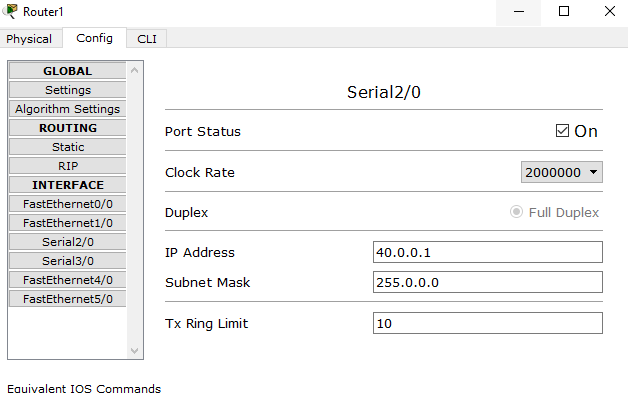 Router1
Physical Config CLI
GLOBAL
Settings
Algorithm Settings
ROUTING
Static
RIP
INTERFACE
FastEthernet0/0
FastEthernet1/0
Serial2/0
Serial3/0
FastEthernet4/0
FastEthernet5/0
Serial2/0
Port Status On
Clock Rate 2000000
Duplex Full Duplex
IP Address 40.0.0.1
Subnet Mask 255.0.0.0
Tx Ring Limit 10
Equivalent IOS Commands